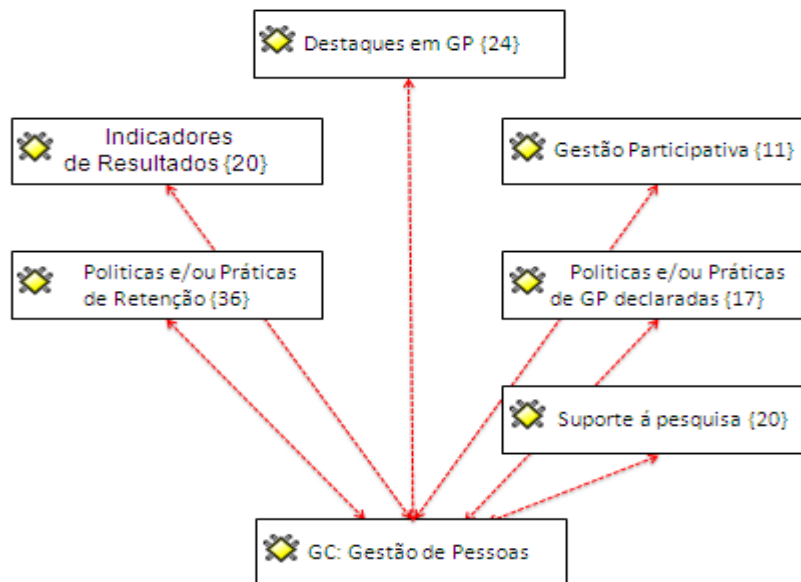 Destaques em GP {24}
Indicadores
de Resultados {20}
Gestão Participativa {11}
Politicas e/ou Práticas
de Retenção {36}
Politicas e/ou Práticas
de GP declaradas {17}
Suporte á pesquisa {20}
GC: Gestão de Pessoas